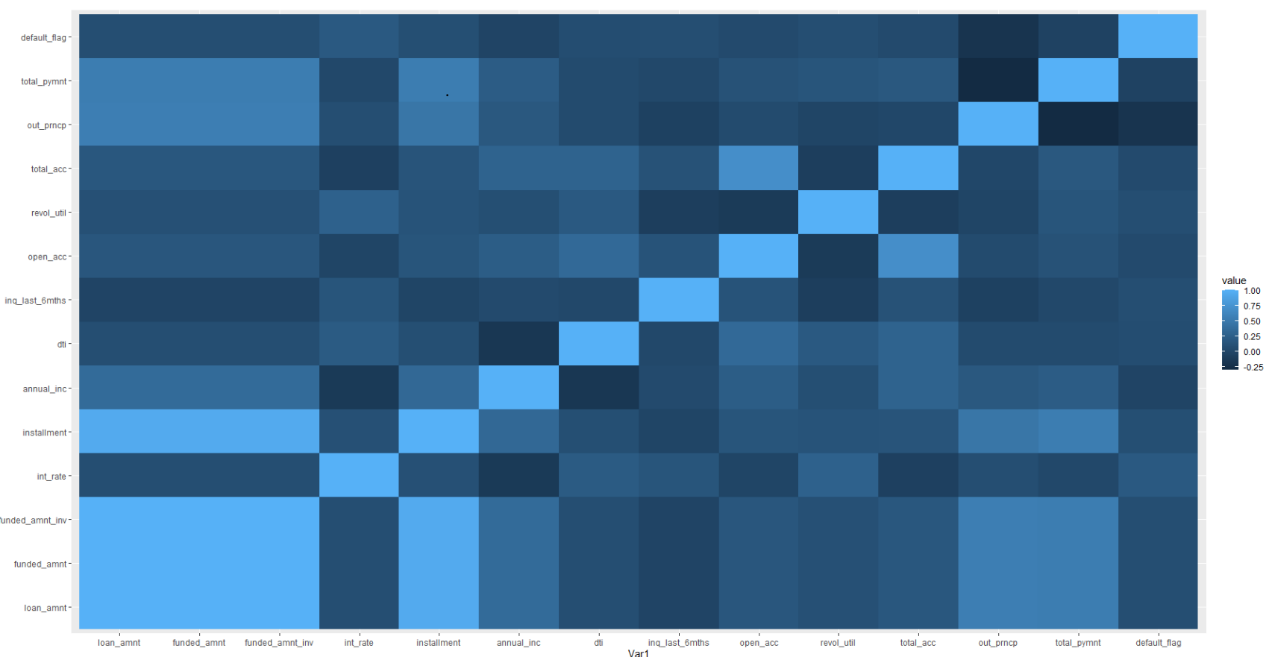 default_flag
total_pymnt
out_prncp
total_acc
revol_util
open_acc
inq_last_6mths
dti
annual_inc
installment
int_rate
funded_amnt_inv
funded_amnt
loan_amnt
value
1.00
0.75
0.50
0.25
0.00
-0.25
loan_amnt funded_amnt funded_amnt_inv int_rate installment annual_inc dti inq_last_6mths open_acc revol_util total_acc out_prncp total_pymnt default_flag
Var1